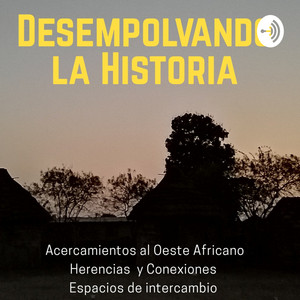 Desempolvando
la Historia
Acercamientos al Oeste Africano
Herencias y Conexiones
Espacios de intercambio